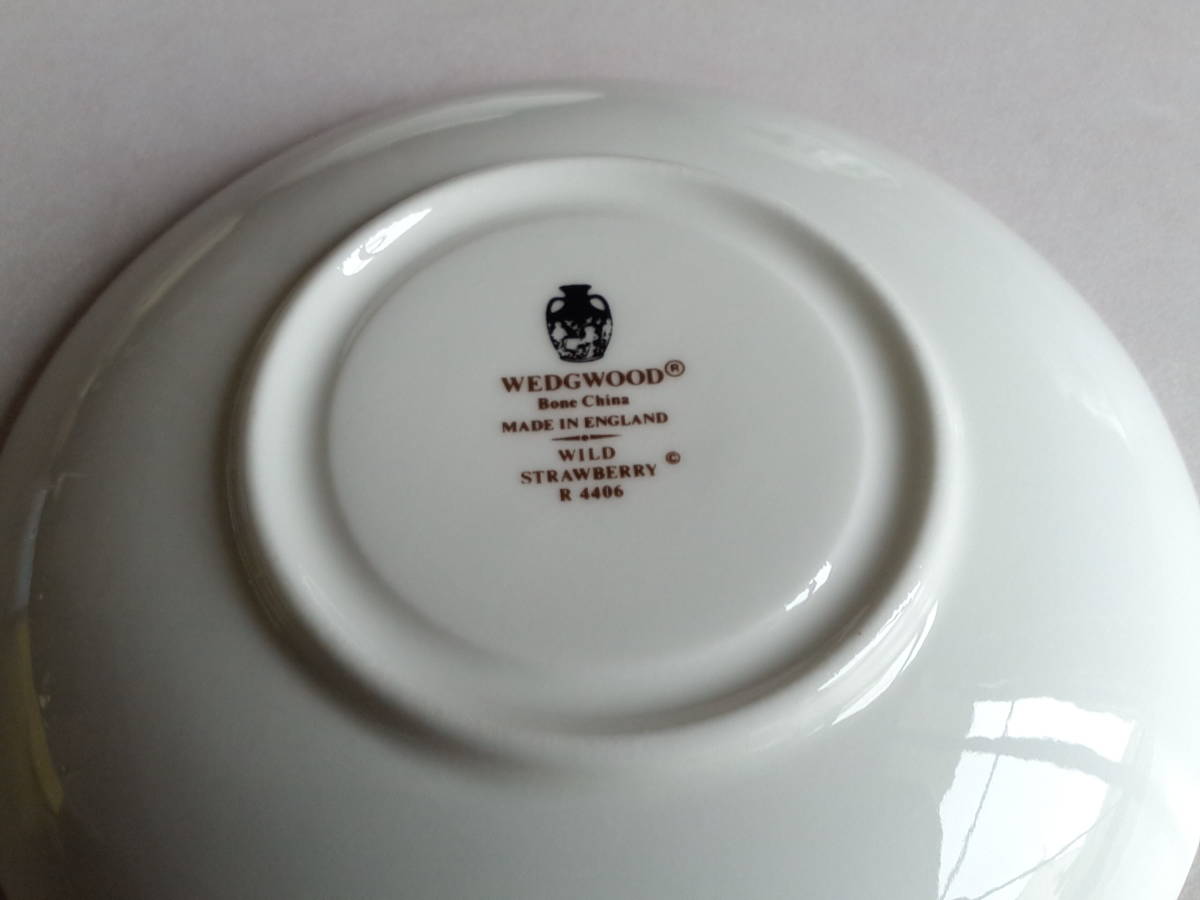 WEDGWOOD®
Bone China
MADE IN ENGLAND
WILD
STRAWBERRY ©
R 4406